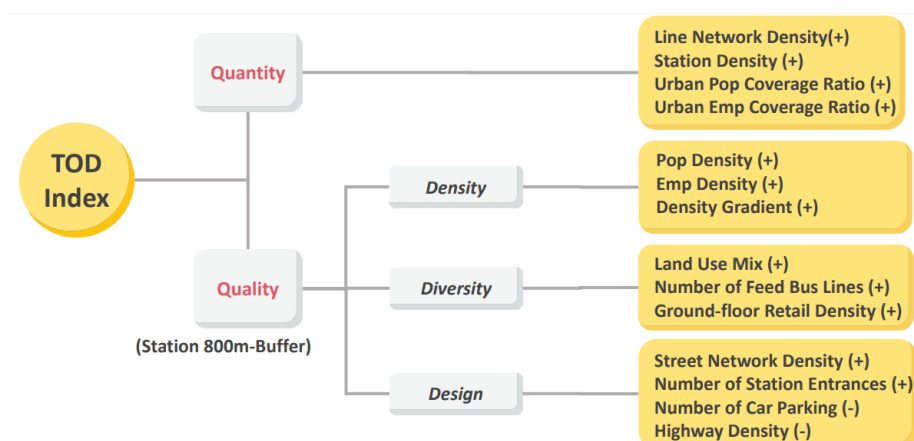 TOD
Index
Quantity
Line Network Density(+)
Station Density (+)
Urban Pop Coverage Ratio (+)
Urban Emp Coverage Ratio (+)
Quality
(Station 800m-Buffer)
Density
Pop Density (+)
Emp Density (+)
Density Gradient (+)
Diversity
Land Use Mix (+)
Number of Feed Bus Lines (+)
Ground-floor Retail Density (+)
Design
Street Network Density (+)
Number of Station Entrances (+)
Number of Car Parking (-)
Highway Density (-)